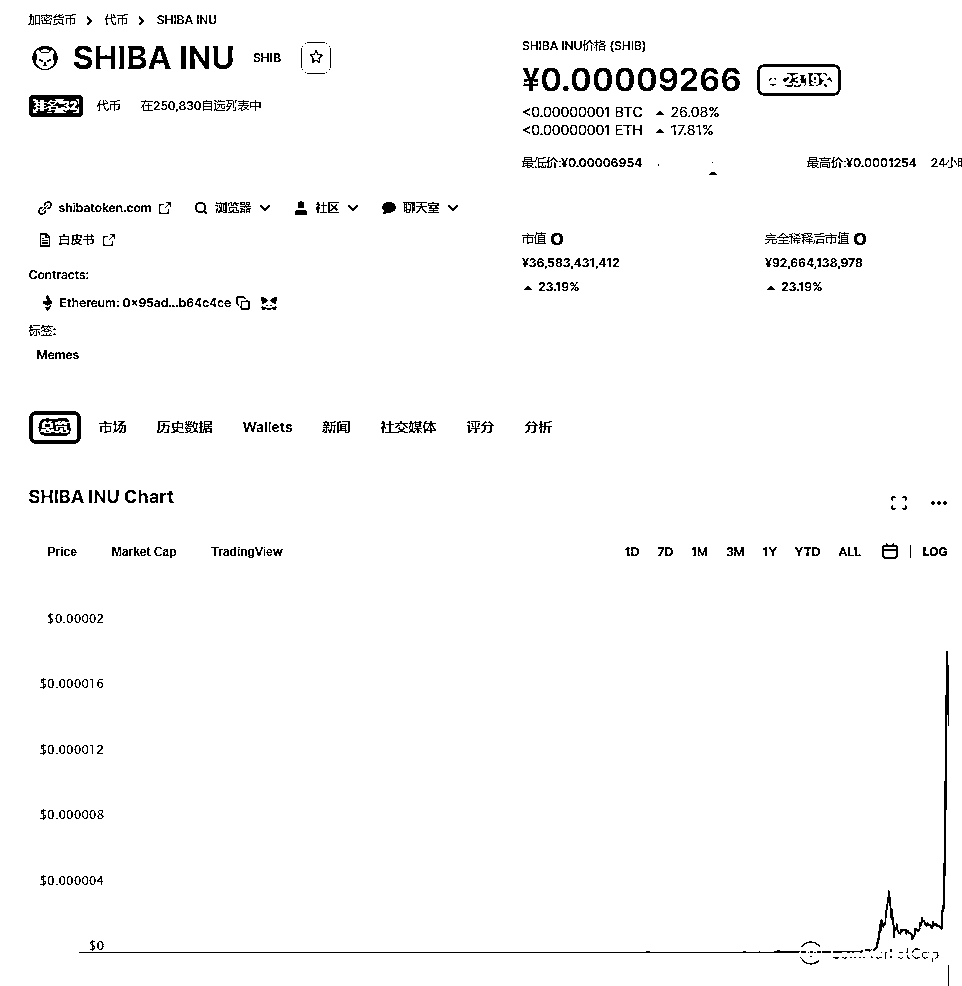 加密货币 代币 SHIBA INU
SHIBA INU SHIB
排名 32 代币 在250,830自选列表中
SHIBA INU价格 (SHIB)
¥0.00009266 23.19%
<0.00000001 BTC 26.08%
<0.00000001 ETH 17.81%
最低价:¥0.00006954 最高价:¥0.0001254
shibatoken.com 浏览器 社区 聊天室
白皮书
Contracts:
Ethereum: 0x95ad...b64c4ce
标签:
Memes
市值
¥36,583,431,412
23.19%
完全稀释后市值
¥92,664,138,978
23.19%
总览 市场 历史数据 Wallets 新闻 社交媒体 评分 分析
SHIBA INU Chart
Price Market Cap TradingView 1D 7D 1M 3M 1Y YTD ALL LOG
$0.00002
$0.000016
$0.000012
$0.000008
$0.000004
$0